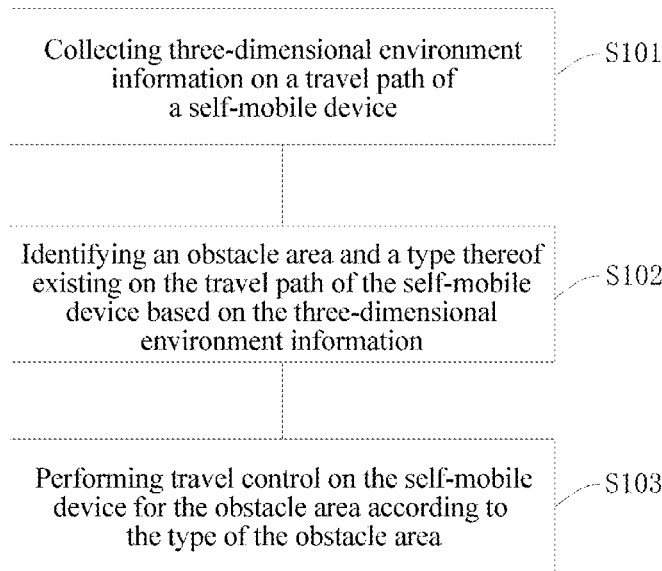 Collecting three-dimensional environment
information on a travel path of
a self-mobile device
S101
Identifying an obstacle area and a type thereof
existing on the travel path of the self-mobile
device based on the three-dimensional
environment information
S102
Performing travel control on the self-mobile
device for the obstacle area according to
the type of the obstacle area
S103